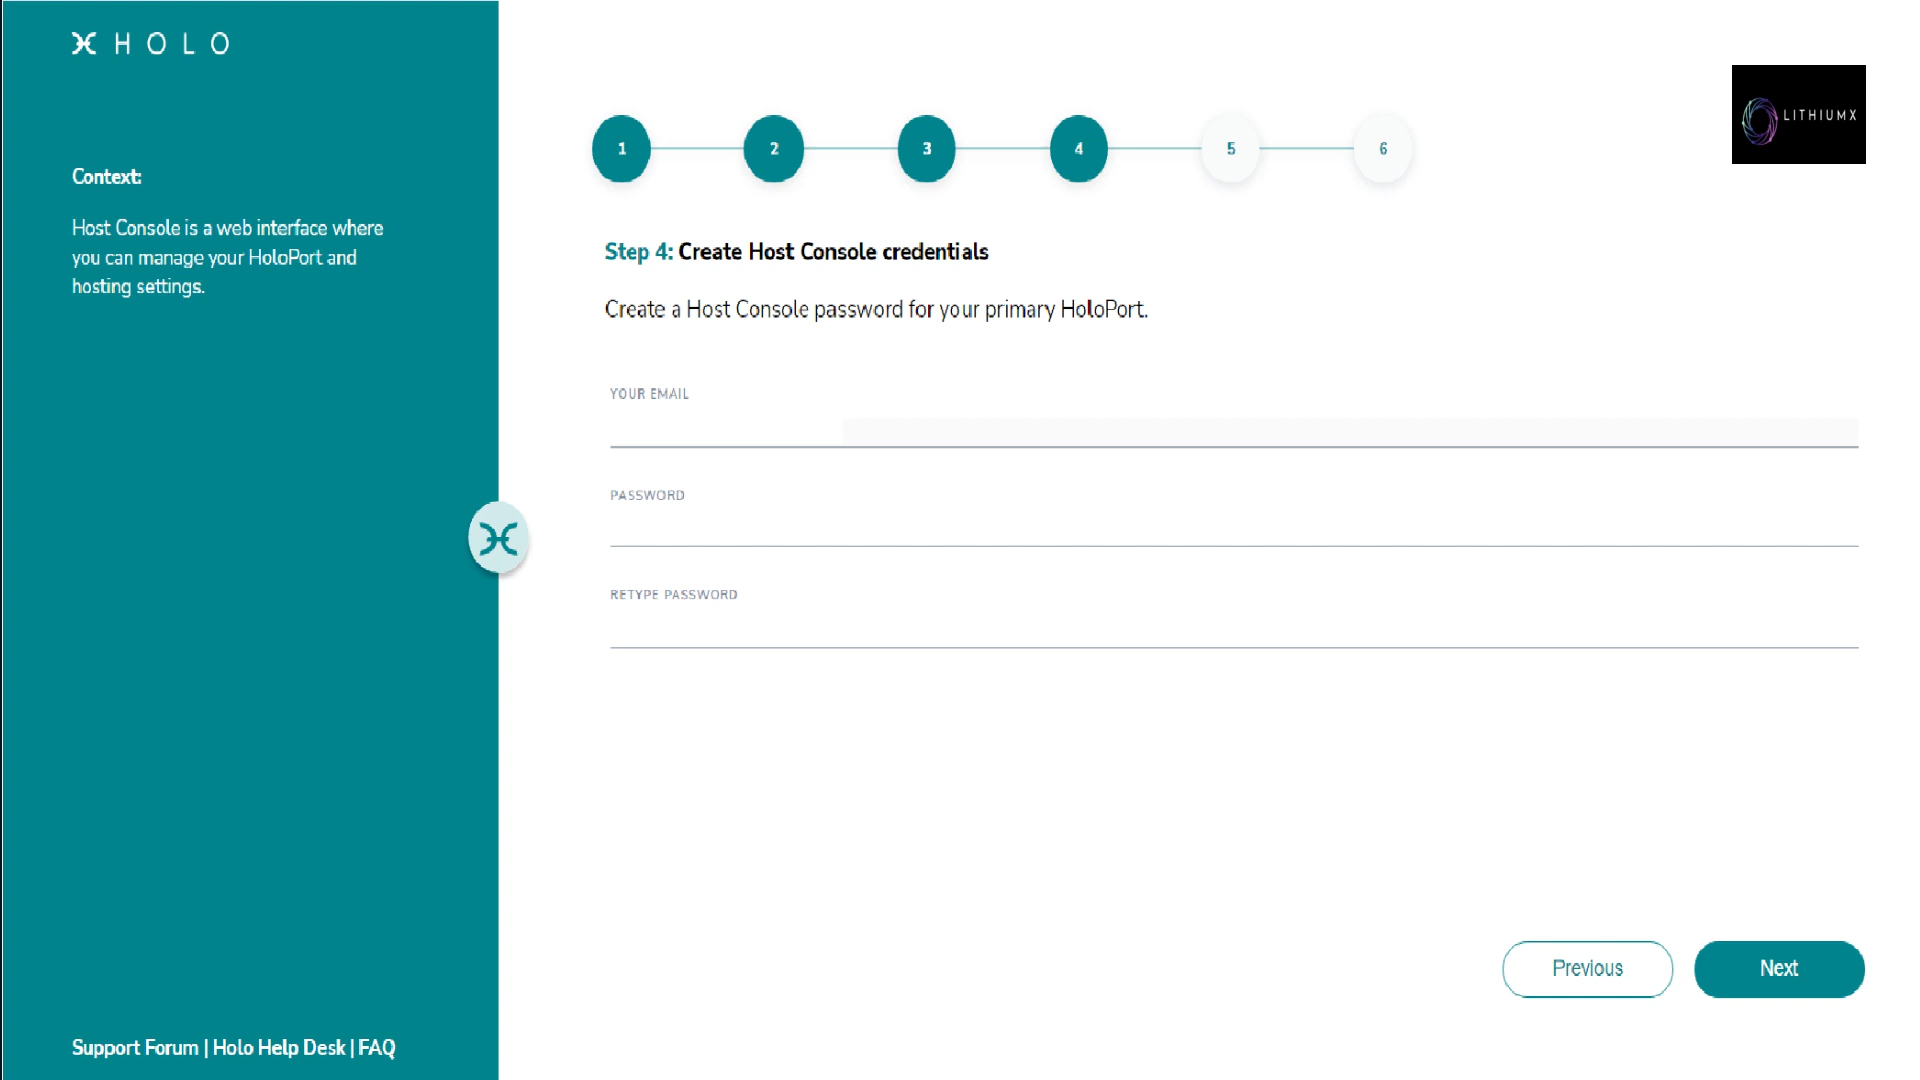 HOLO
Context:
Host Console is a web interface where
you can manage your HoloPort and
hosting settings.
Support Forum | Holo Help Desk | FAQ
1 2 3 4 5 6
LITHIUMX
Step 4: Create Host Console credentials
Create a Host Console password for your primary HoloPort.
YOUR EMAIL
PASSWORD
RETYPE PASSWORD
Previous Next